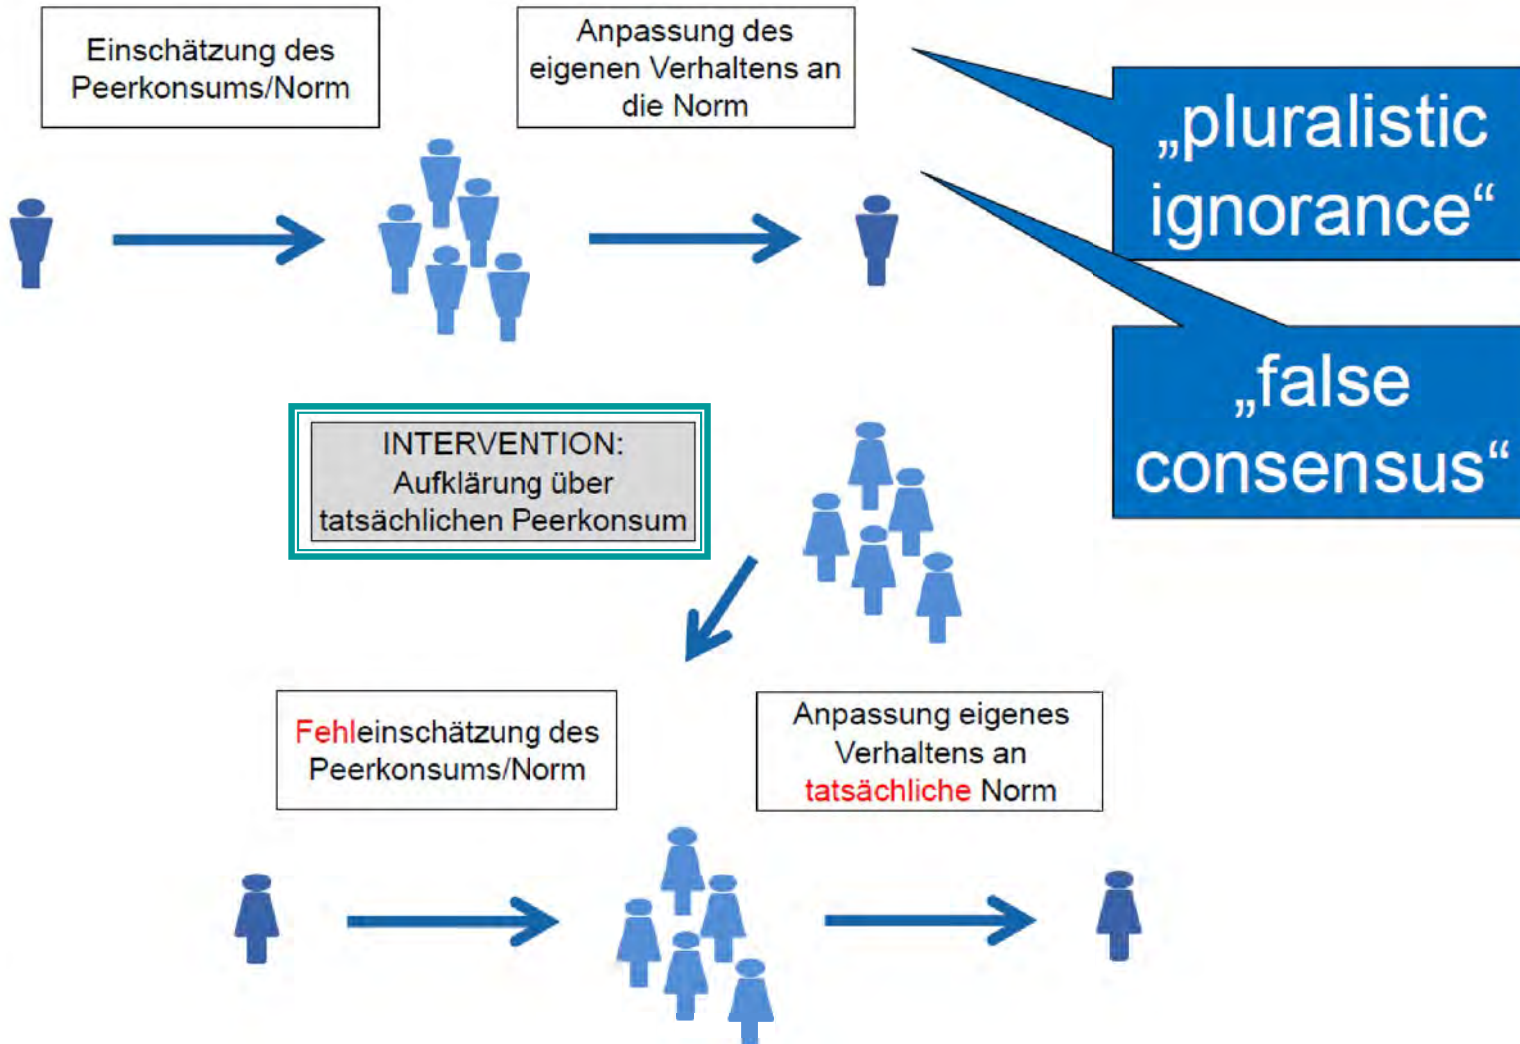 Einschätzung des
Peerkonsums/Norm
Anpassung des
eigenen Verhaltens an
die Norm
„pluralistic
ignorance“
„false
consensus“
INTERVENTION:
Aufklärung über
tatsächlichen Peerkonsum
Fehleinschätzung des
Peerkonsums/Norm
Anpassung eigenes
Verhaltens an
tatsächliche Norm